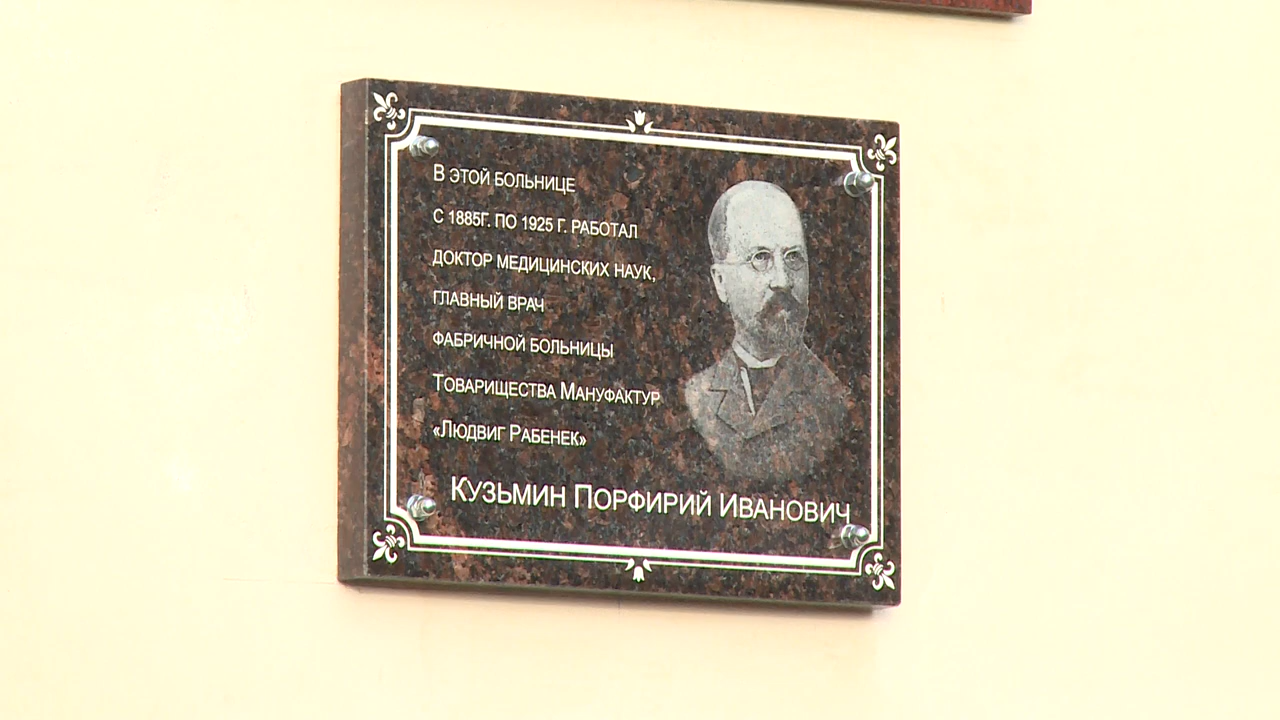 В ЭТОЙ БОЛЬНИЦЕ
С 1885Г. ПО 1925 Г. РАБОТАЛ
ДОКТОР МЕДИЦИНСКИХ НАУК,
ГЛАВНЫЙ ВРАЧ
ФАБРИЧНОЙ БОЛЬНИЦЫ
ТОВАРИЩЕСТВА МАНУФАКТУР
«ЛЮДВИГ РАБЕНЕК»
КУЗЬМИН ПОРФИРИЙ ИВАНОВИЧ